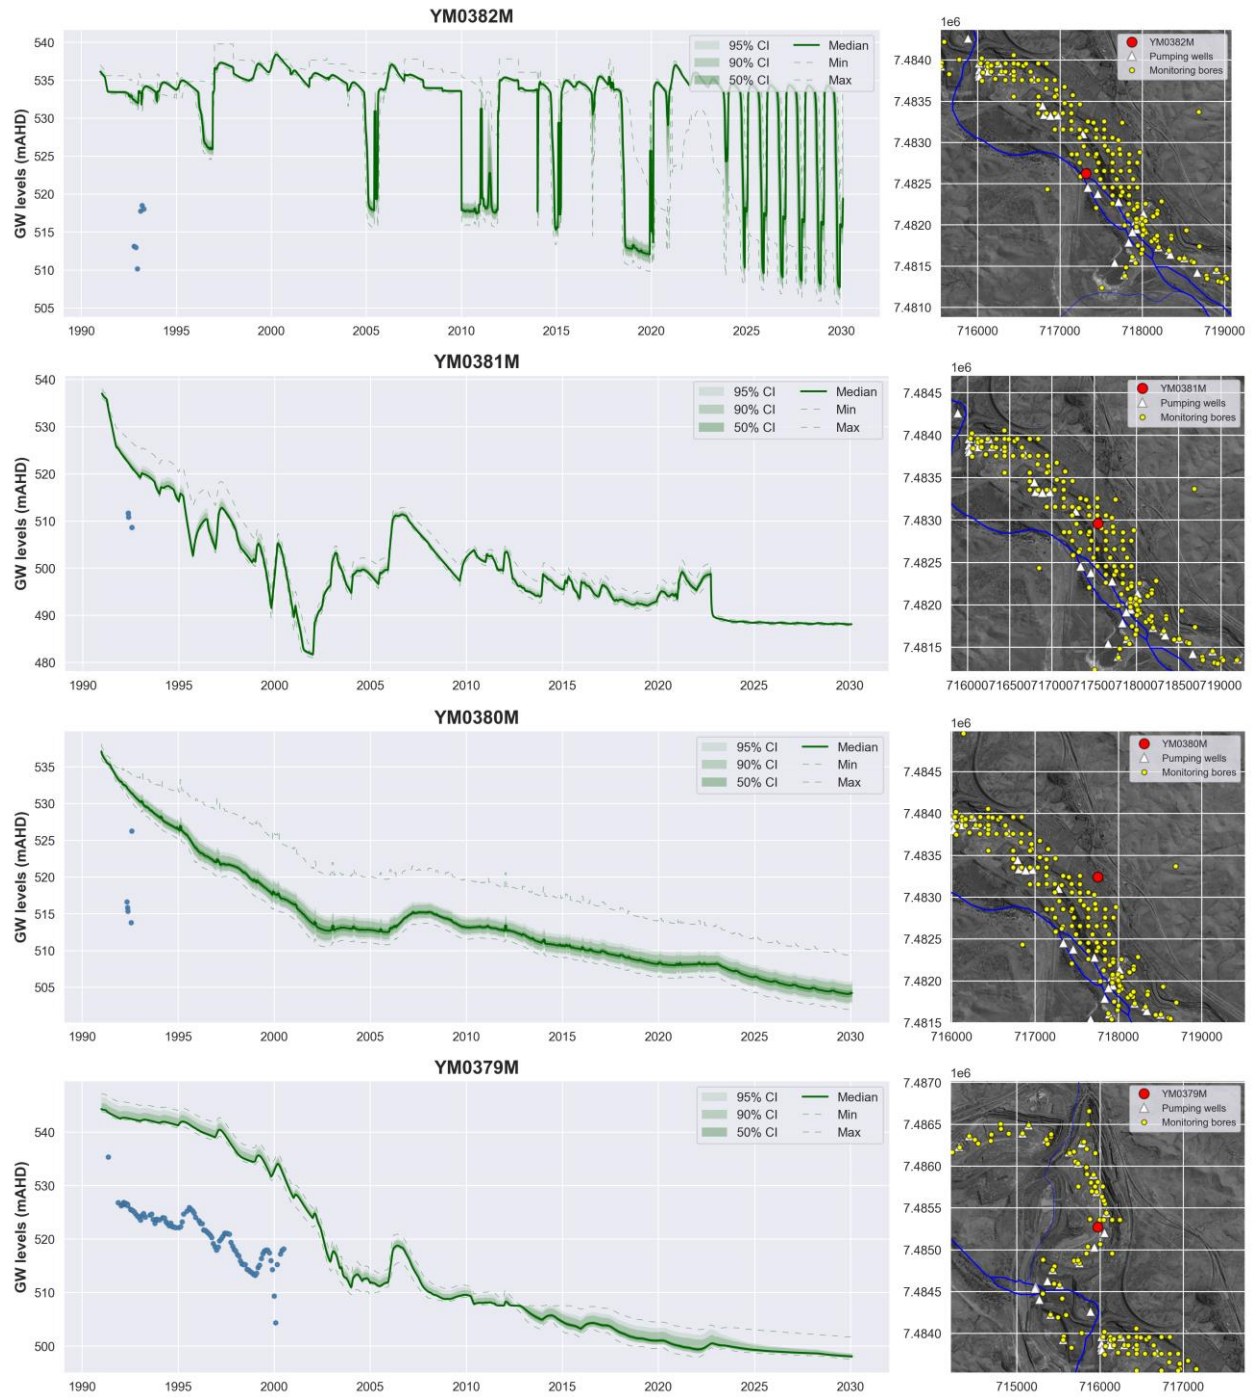 YM0382M
GW levels (mAHD)
540
535
530
525
520
515
510
505
1990
1995
2000
2005
2010
2015
2020
2025
2030
95% CI
90% CI
50% CI
Median
Min
Max
1e6
7.4840
7.4835
7.4830
7.4825
7.4820
7.4815
7.4810
716000
717000
718000
719000
YM0382M
Pumping wells
Monitoring bores
YM0381M
GW levels (mAHD)
540
530
520
510
500
490
480
1990
1995
2000
2005
2010
2015
2020
2025
2030
95% CI
90% CI
50% CI
Median
Min
Max
1e6
7.4845
7.4840
7.4835
7.4830
7.4825
7.4820
7.4815
716000
716500
717000
717500
718000
718500
719000
YM0381M
Pumping wells
Monitoring bores
YM0380M
GW levels (mAHD)
535
530
525
520
515
510
505
1990
1995
2000
2005
2010
2015
2020
2025
2030
95% CI
90% CI
50% CI
Median
Min
Max
1e6
7.4845
7.4840
7.4835
7.4830
7.4825
7.4820
7.4815
716000
717000
718000
719000
YM0380M
Pumping wells
Monitoring bores
YM0379M
GW levels (mAHD)
540
530
520
510
500
1990
1995
2000
2005
2010
2015
2020
2025
2030
95% CI
90% CI
50% CI
Median
Min
Max
1e6
7.4870
7.4865
7.4860
7.4855
7.4850
7.4845
7.4840
715000
716000
717000
YM0379M
Pumping wells
Monitoring bores